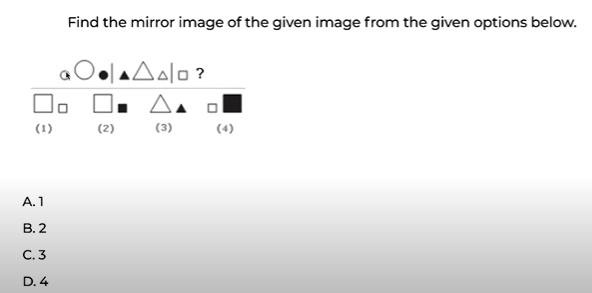 Find the mirror image of the given image from the given options below.
?
(1) (2) (3) (4)
A. 1
B. 2
C. 3
D. 4